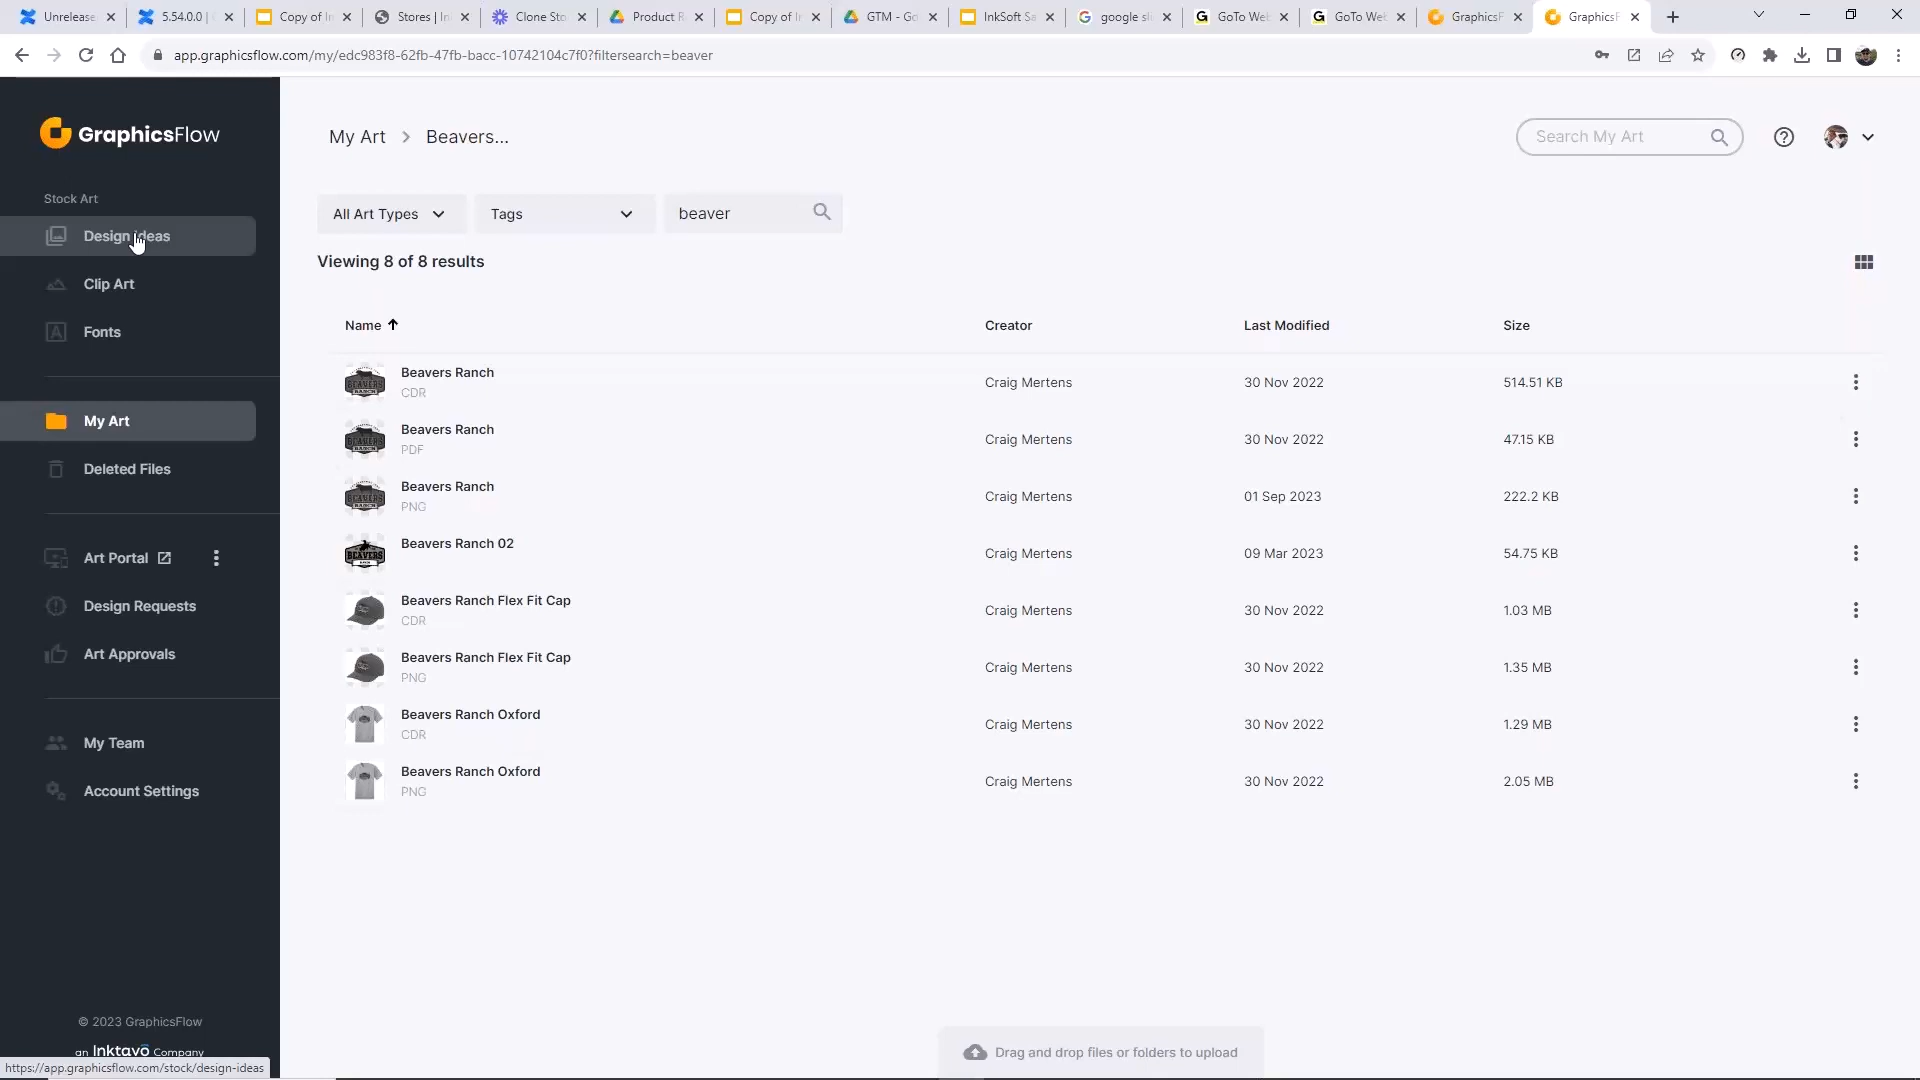 Unrelease
5.54.0.0 |
Copy of In
Stores | In
Clone Sto
Product R
Copy of I
GTM - Go
InkSoft Sa
google sli
GoTo Web
GoTo Web
GraphicsF
GraphicsF
app.graphicsflow.com/my/edc983f8-62fb-47fb-bacc-10742104c7f0?filtersearch=beaver
GraphicsFlow
My Art > Beavers...
Search My Art
Stock Art
Design Ideas
Clip Art
Fonts
My Art
Deleted Files
Art Portal
Design Requests
Art Approvals
My Team
Account Settings
© 2023 GraphicsFlow
an Inktavo Company
https://app.graphicsflow.com/stock/design-ideas
All Art Types
Tags
beaver
Viewing 8 of 8 results
Name Creator Last Modified Size
Beavers Ranch
CDR
Craig Mertens 30 Nov 2022 514.51 KB
Beavers Ranch
PDF
Craig Mertens 30 Nov 2022 47.15 KB
Beavers Ranch
PNG
Craig Mertens 01 Sep 2023 222.2 KB
Beavers Ranch 02
Craig Mertens 09 Mar 2023 54.75 KB
Beavers Ranch Flex Fit Cap
CDR
Craig Mertens 30 Nov 2022 1.03 MB
Beavers Ranch Flex Fit Cap
PNG
Craig Mertens 30 Nov 2022 1.35 MB
Beavers Ranch Oxford
CDR
Craig Mertens 30 Nov 2022 1.29 MB
Beavers Ranch Oxford
PNG
Craig Mertens 30 Nov 2022 2.05 MB
Drag and drop files or folders to upload